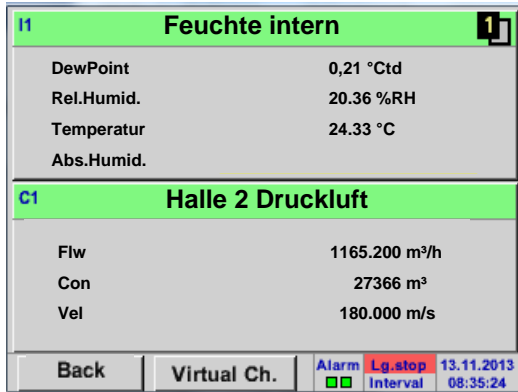 I1 Feuchte intern 1
DewPoint 0,21 °Ctd
Rel.Humid. 20.36 %RH
Temperatur 24.33 °C
Abs.Humid.
C1 Halle 2 Druckluft
Flw 1165.200 m³/h
Con 27366 m³
Vel 180.000 m/s
Back Virtual Ch. Alarm Lg.stop 13.11.2013
Interval 08:35:24